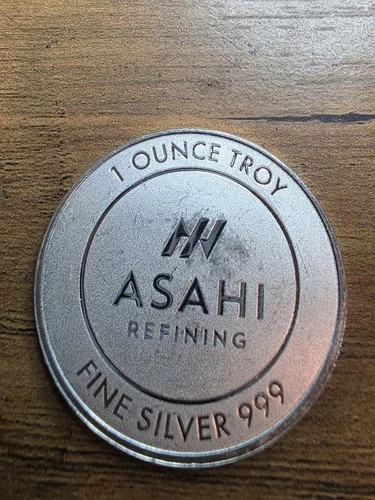 1 OUNCE TROY
ASAHI
REFINING
FINE SILVER 999